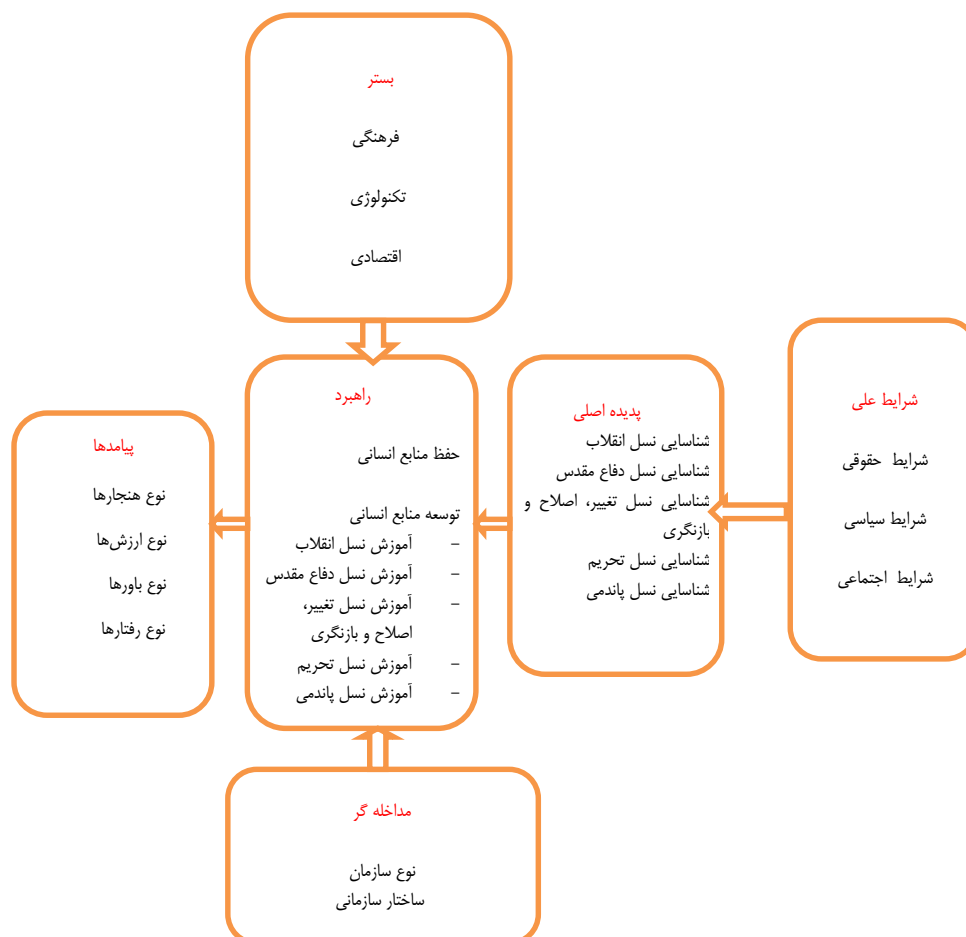 بستر
فرهنگی
تکنولوژی
اقتصادی
شرایط علی
شرایط حقوقی
شرایط سیاسی
شرایط اجتماعی
پدیده اصلی
شناسایی نسل انقلاب
شناسایی نسل دفاع مقدس
شناسایی نسل تغییر، اصلاح و
بازنگری
شناسایی نسل تحریم
شناسایی نسل پاندمی
راهبرد
حفظ منابع انسانی
توسعه منابع انسانی
- آموزش نسل انقلاب
- آموزش نسل دفاع مقدس
- آموزش نسل تغییر،
اصلاح و بازنگری
- آموزش نسل تحریم
- آموزش نسل پاندمی
پیامدها
نوع هنجارها
نوع ارزش‌ها
نوع باورها
نوع رفتارها
مداخله گر
نوع سازمان
ساختار سازمانی